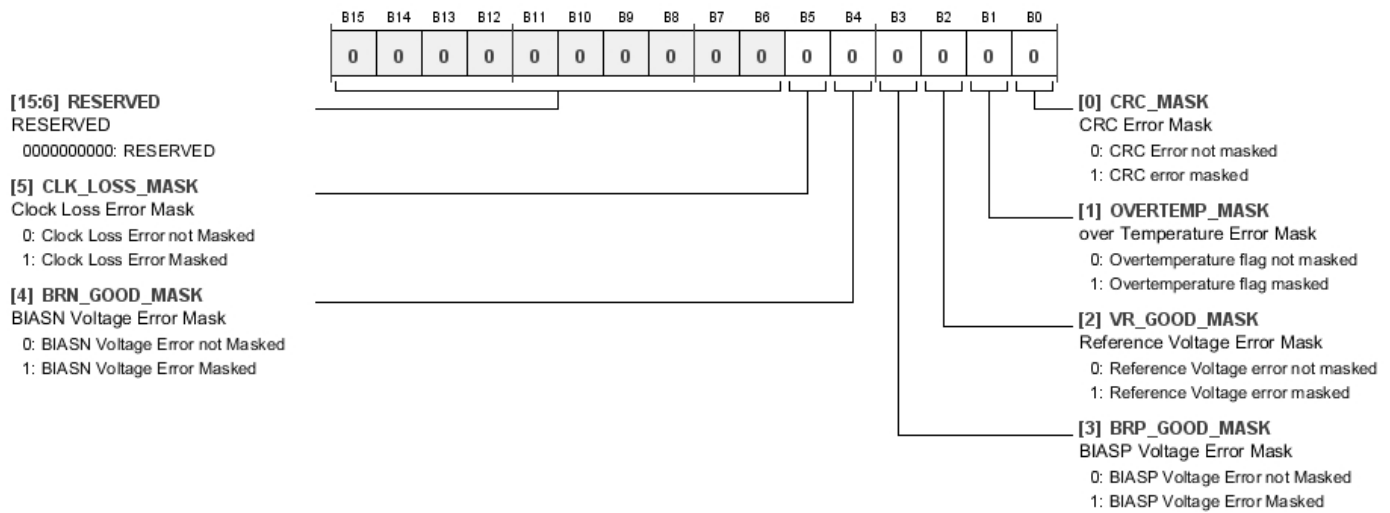 B15 B14 B13 B12 B11 B10 B9 B8 B7 B6 B5 B4 B3 B2 B1 B0
0 0 0 0 0 0 0 0 0 0 0 0 0 0 0 0
[15:6] RESERVED
RESERVED
0000000000: RESERVED
[5] CLK_LOSS_MASK
Clock Loss Error Mask
0: Clock Loss Error not Masked
1: Clock Loss Error Masked
[4] BRN_GOOD_MASK
BIASN Voltage Error Mask
0: BIASN Voltage Error not Masked
1: BIASN Voltage Error Masked
[0] CRC_MASK
CRC Error Mask
0: CRC Error not masked
1: CRC error masked
[1] OVERTEMP_MASK
over Temperature Error Mask
0: Overtemperature flag not masked
1: Overtemperature flag masked
[2] VR_GOOD_MASK
Reference Voltage Error Mask
0: Reference Voltage error not masked
1: Reference Voltage error masked
[3] BRP_GOOD_MASK
BIASP Voltage Error Mask
0: BIASP Voltage Error not Masked
1: BIASP Voltage Error Masked